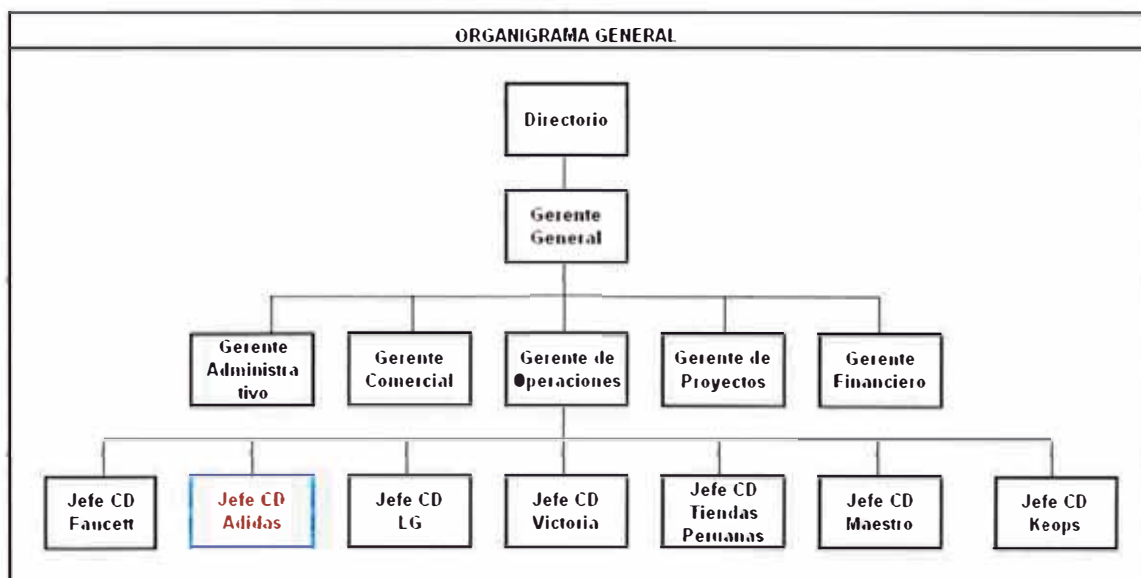 ORGANIGRAMA GENERAL
Directorio
Gerente
General
Gerente
Administra
tivo
Gerente
Comercial
Gerente de
Operaciones
Gerente de
Proyectos
Gerente
Financiero
Jefe CD
Faucett
Jefe CD
Adidas
Jefe CD
LG
Jefe CD
Victoria
Jefe CD
Tiendas
Peruanas
Jefe CD
Maestro
Jefe CD
Keops